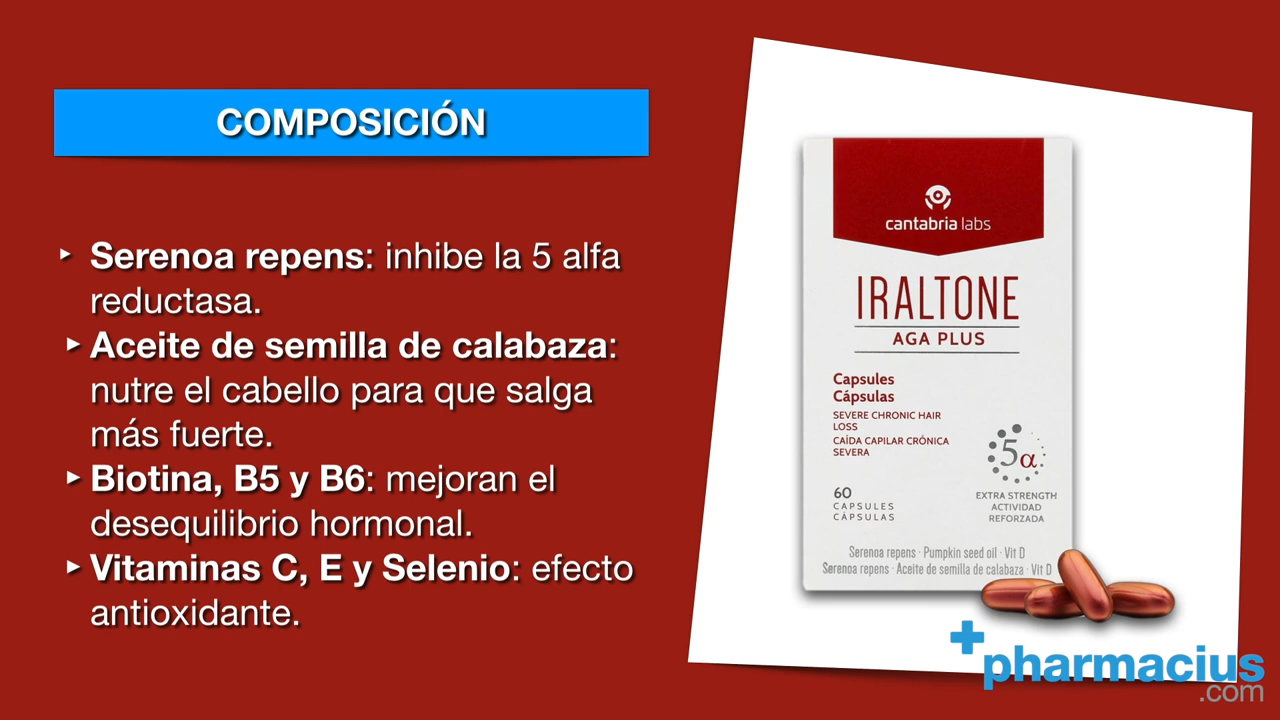 COMPOSICIÓN
▸ Serenoa repens: inhibe la 5 alfa
reductasa.
▸ Aceite de semilla de calabaza:
nutre el cabello para que salga
más fuerte.
▸ Biotina, B5 y B6: mejoran el
desequilibrio hormonal.
▸ Vitaminas C, E y Selenio: efecto
antioxidante.
cantabria labs
IRALTONE
AGA PLUS
Capsules
Cápsulas
SEVERE CHRONIC HAIR
LOSS
CAÍDA CAPILAR CRÓNICA
SEVERA
5α
EXTRA STRENGTH
ACTIVIDAD
REFORZADA
60
CAPSULES
CÁPSULAS
Serenoa repens · Pumpkin seed oil · Vit D
Serenoa repens · Aceite de semilla de calabaza · Vit D
pharmacius
.com